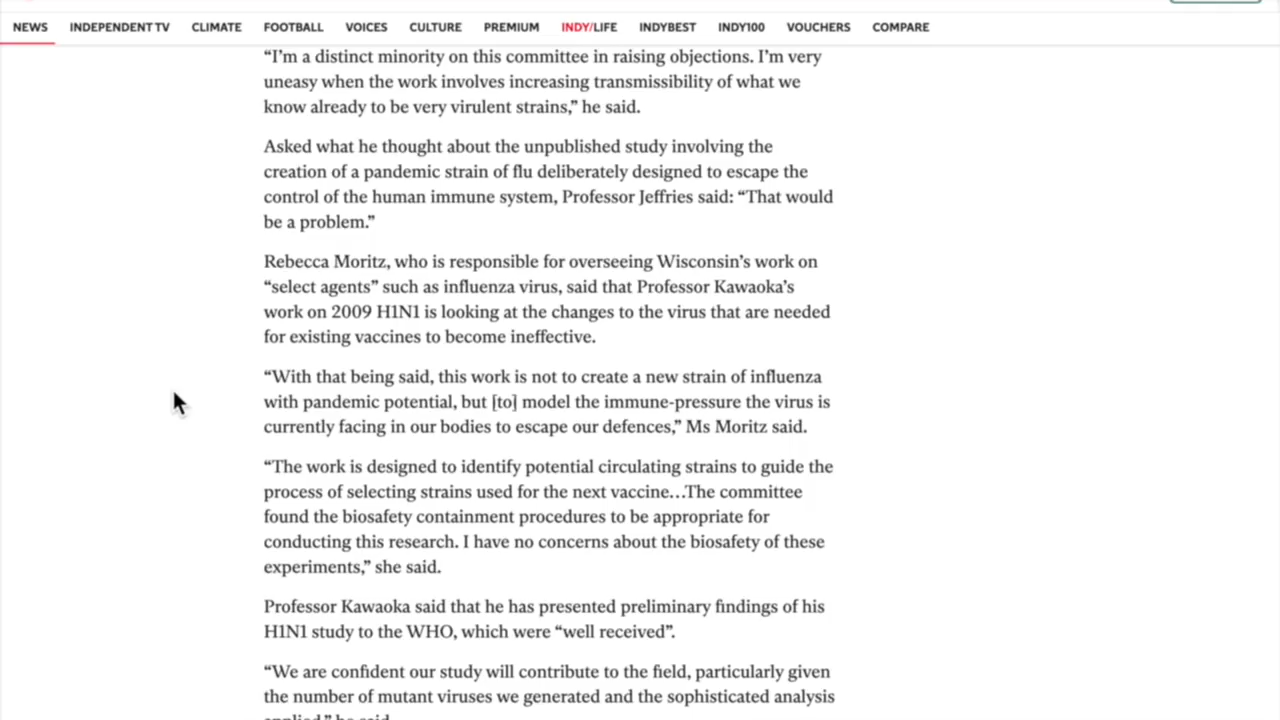 NEWS INDEPENDENT TV CLIMATE FOOTBALL VOICES CULTURE PREMIUM INDY/LIFE INDYBEST INDY100 VOUCHERS COMPARE
“I’m a distinct minority on this committee in raising objections. I’m very
uneasy when the work involves increasing transmissibility of what we
know already to be very virulent strains,” he said.
Asked what he thought about the unpublished study involving the
creation of a pandemic strain of flu deliberately designed to escape the
control of the human immune system, Professor Jeffries said: “That would
be a problem.”
Rebecca Moritz, who is responsible for overseeing Wisconsin’s work on
“select agents” such as influenza virus, said that Professor Kawaoka’s
work on 2009 H1N1 is looking at the changes to the virus that are needed
for existing vaccines to become ineffective.
“With that being said, this work is not to create a new strain of influenza
with pandemic potential, but [to] model the immune-pressure the virus is
currently facing in our bodies to escape our defences,” Ms Moritz said.
“The work is designed to identify potential circulating strains to guide the
process of selecting strains used for the next vaccine…The committee
found the biosafety containment procedures to be appropriate for
conducting this research. I have no concerns about the biosafety of these
experiments,” she said.
Professor Kawaoka said that he has presented preliminary findings of his
H1N1 study to the WHO, which were “well received”.
“We are confident our study will contribute to the field, particularly given
the number of mutant viruses we generated and the sophisticated analysis
applied,” he said